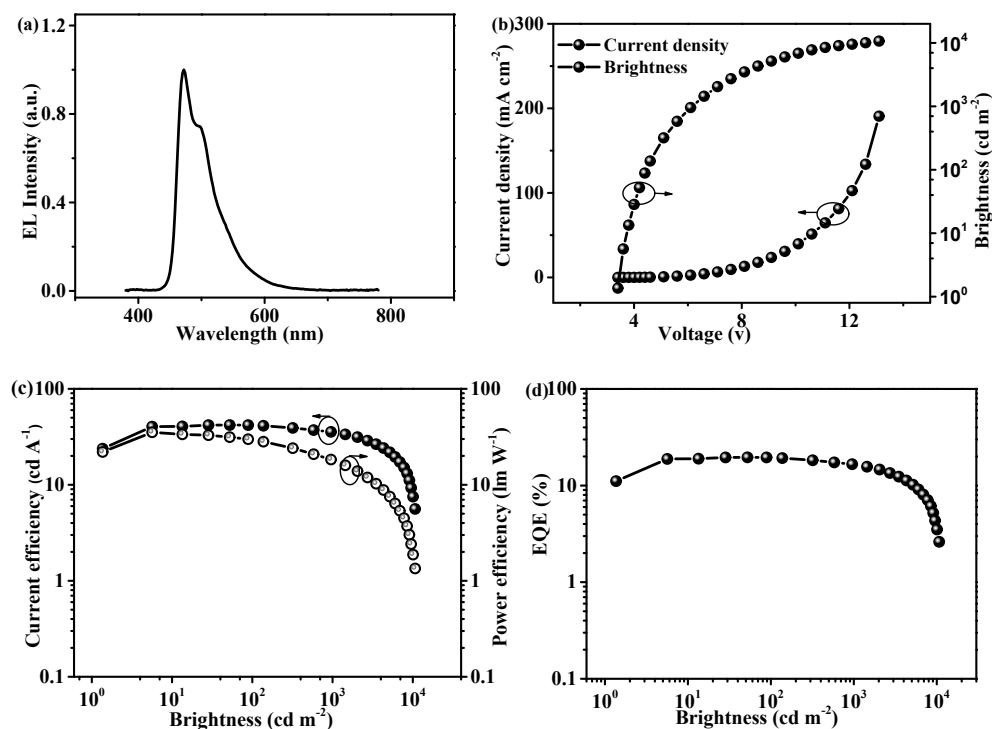 (a)
1.2
0.8
0.4
0.0
EL Intensity (a.u.)
400
600
800
Wavelength (nm)
(b)
300
200
100
0
Current density (mA cm-2)
Current density
Brightness
10⁴
10³
10²
10¹
10⁰
Brightness (cd m-2)
4
8
12
Voltage (v)
(c)
100
10
1
0.1
Current efficiency (cd A-1)
100
10
1
0.1
Power efficiency (lm W-1)
10⁰
10¹
10²
10³
10⁴
Brightness (cd m-2)
(d)
100
10
1
0.1
EQE (%)
10⁰
10¹
10²
10³
10⁴
Brightness (cd m-2)